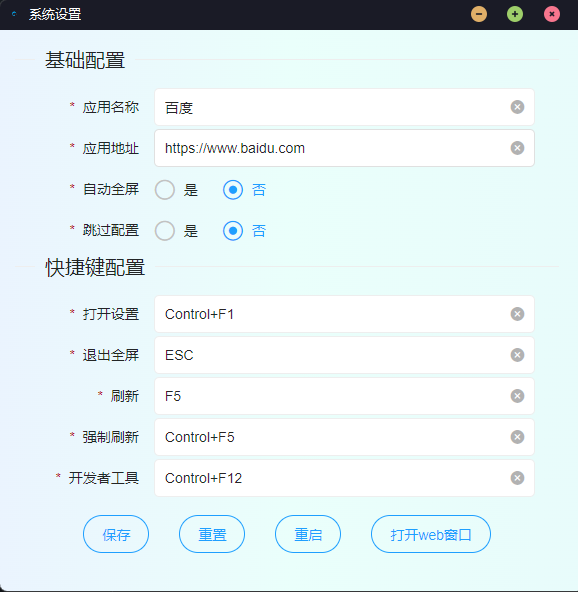 系统设置
基础配置
* 应用名称 百度
* 应用地址 https://www.baidu.com
* 自动全屏 是 否
* 跳过配置 是 否
快捷键配置
* 打开设置 Control+F1
* 退出全屏 ESC
* 刷新 F5
* 强制刷新 Control+F5
* 开发者工具 Control+F12
保存 重置 重启 打开web窗口